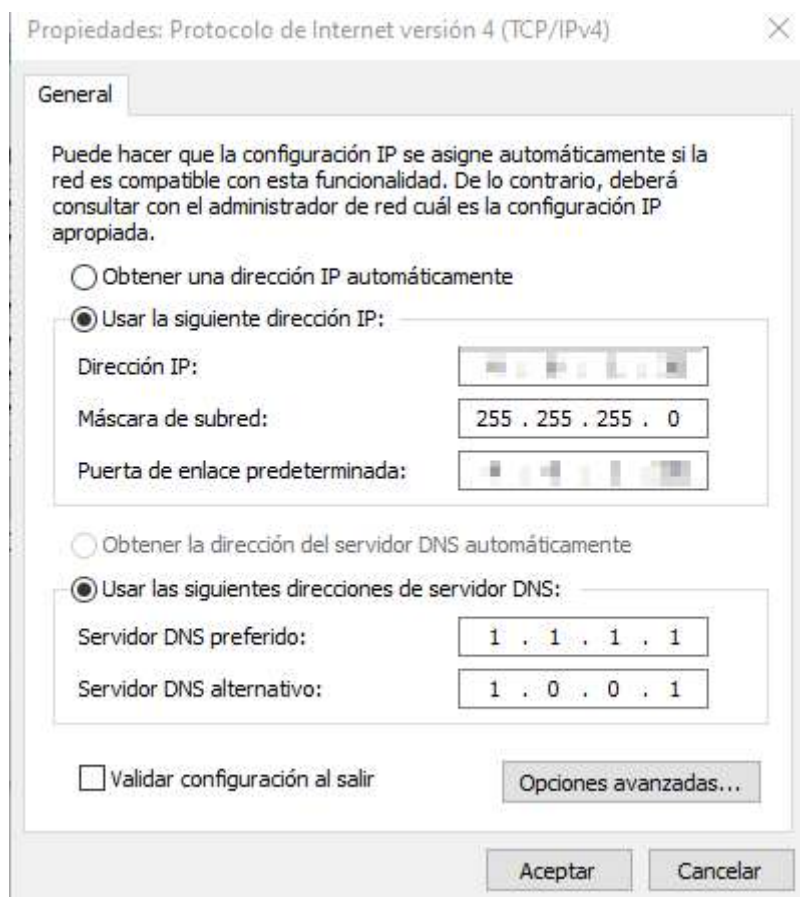 Propiedades: Protocolo de Internet versión 4 (TCP/IPv4)
General
Puede hacer que la configuración IP se asigne automáticamente si la
red es compatible con esta funcionalidad. De lo contrario, deberá
consultar con el administrador de red cuál es la configuración IP
apropiada.
Obtener una dirección IP automáticamente
Usar la siguiente dirección IP:
Dirección IP:
Máscara de subred: 255 . 255 . 255 . 0
Puerta de enlace predeterminada:
Obtener la dirección del servidor DNS automáticamente
Usar las siguientes direcciones de servidor DNS:
Servidor DNS preferido: 1 . 1 . 1 . 1
Servidor DNS alternativo: 1 . 0 . 0 . 1
Validar configuración al salir
Opciones avanzadas...
Aceptar Cancelar